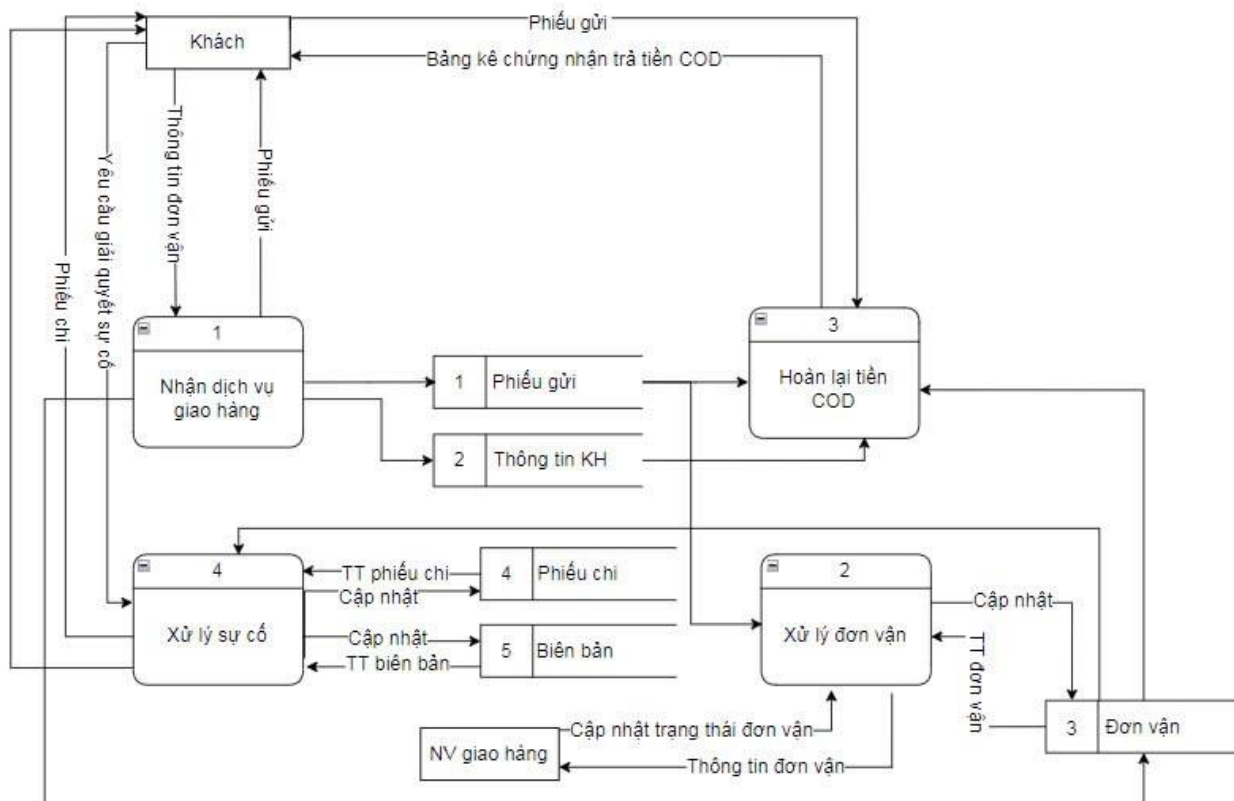 Phiếu gửi
Khách
Bảng kê chứng nhận trả tiền COD
Thông tin đơn vận
Phiếu gửi
Yêu cầu giải quyết sự cố
Phiếu chi
1
Nhận dịch vụ
giao hàng
3
Hoàn lại tiền
COD
1 Phiếu gửi
2 Thông tin KH
4
Xử lý sự cố
TT phiếu chi
Cập nhật
4 Phiếu chi
Cập nhật
TT biên bản
5 Biên bản
2
Xử lý đơn vận
Cập nhật
TT đơn vận
3 Đơn vận
Cập nhật trạng thái đơn vận
NV giao hàng
Thông tin đơn vận